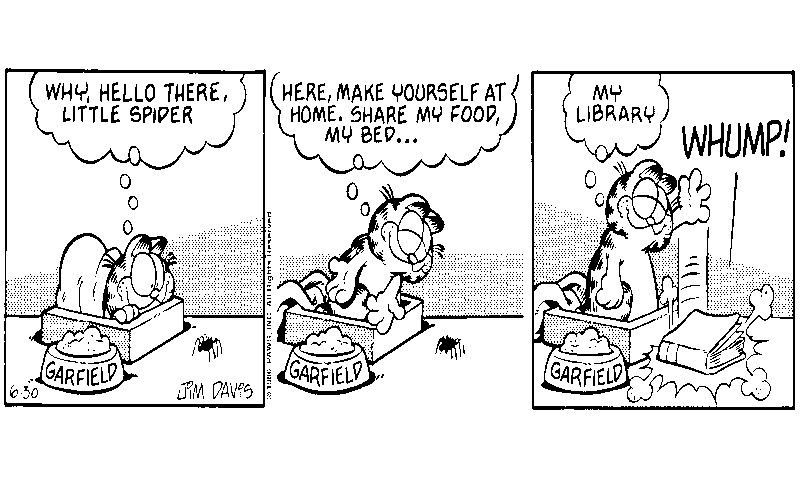 WHY, HELLO THERE,
LITTLE SPIDER
GARFIELD
6-30
JIM DAVIS
HERE, MAKE YOURSELF AT
HOME. SHARE MY FOOD,
MY BED...
GARFIELD
MY
LIBRARY
WHUMP!
GARFIELD